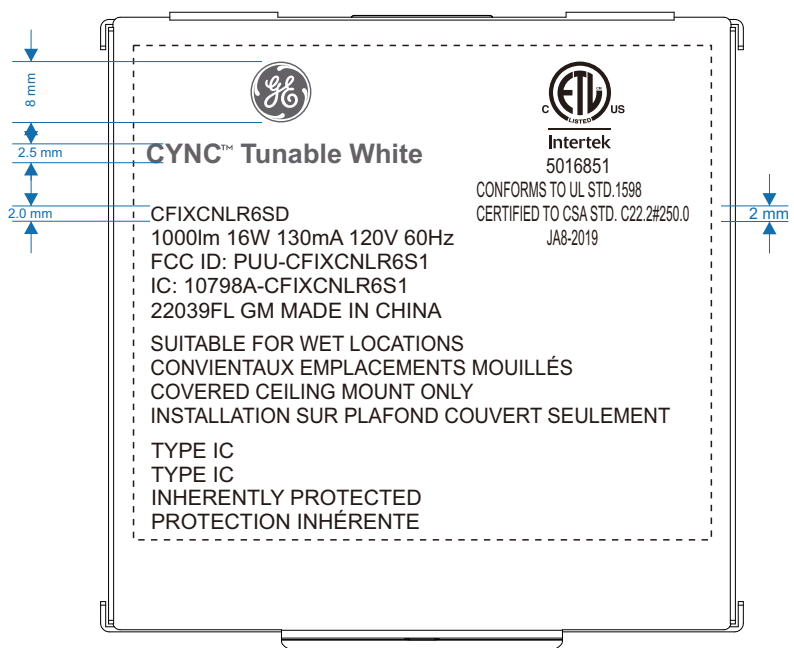 8 mm
2.5 mm
2.0 mm
GE
CYNC™ Tunable White
CFIXCNLR6SD
1000lm 16W 130mA 120V 60Hz
FCC ID: PUU-CFIXCNLR6S1
IC: 10798A-CFIXCNLR6S1
22039FL GM MADE IN CHINA
SUITABLE FOR WET LOCATIONS
CONVIENTAUX EMPLACEMENTS MOUILLÉS
COVERED CEILING MOUNT ONLY
INSTALLATION SUR PLAFOND COUVERT SEULEMENT
TYPE IC
TYPE IC
INHERENTLY PROTECTED
PROTECTION INHÉRENTE
C ETL US
LISTED
Intertek
5016851
CONFORMS TO UL STD.1598
CERTIFIED TO CSA STD. C22.2#250.0
JA8-2019
2 mm